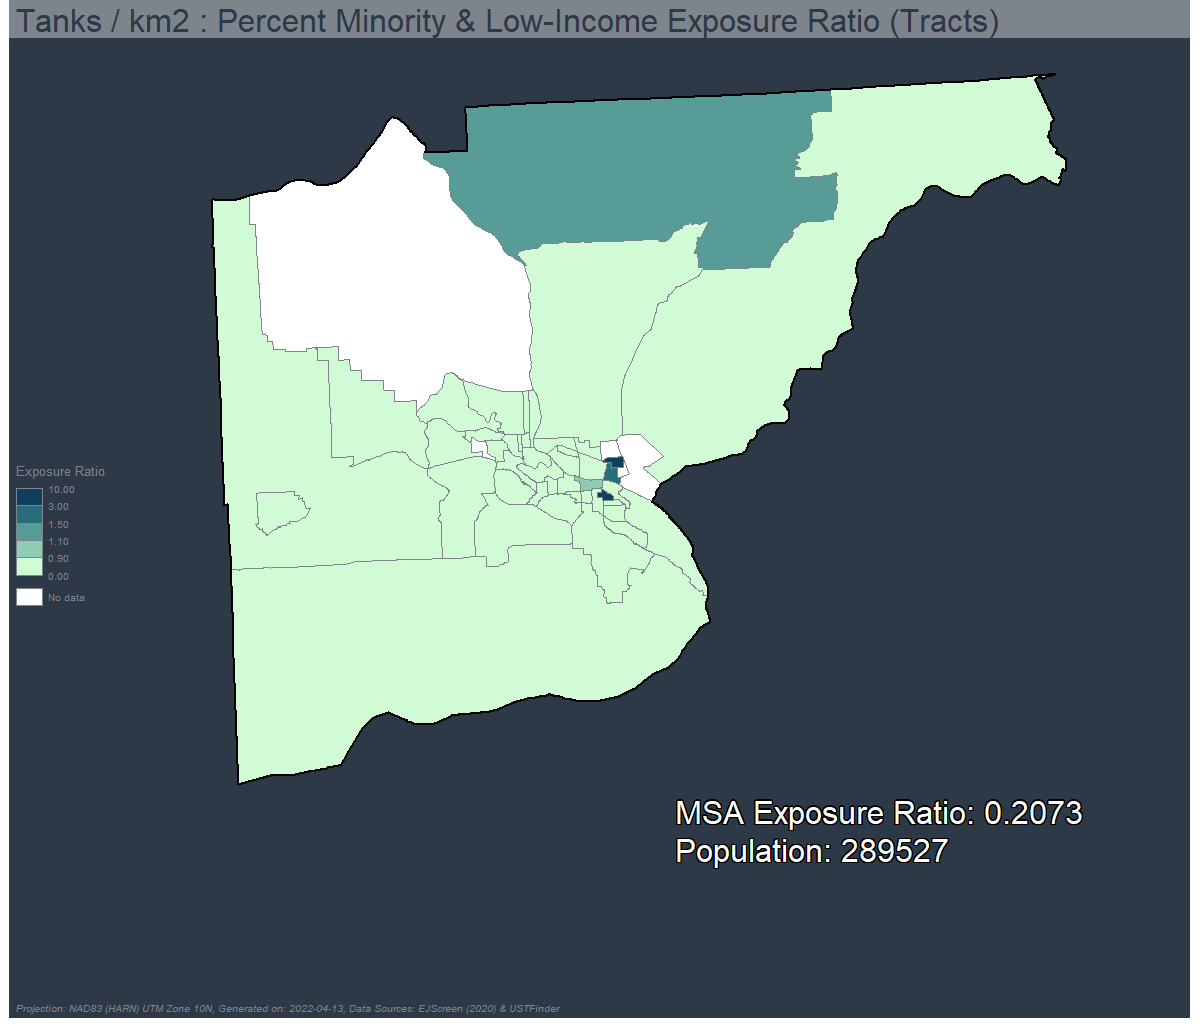 Tanks / km2 : Percent Minority & Low-Income Exposure Ratio (Tracts)
Exposure Ratio
10.00
3.00
1.50
1.10
0.90
0.00
No data
MSA Exposure Ratio: 0.2073
Population: 289527
Projection: NAD83 (HARN) UTM Zone 10N, Generated on: 2022-04-13, Data Sources: EJScreen (2020) & USTFinder